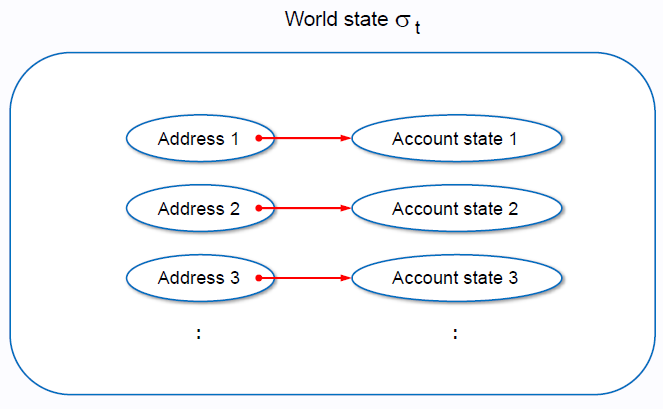 World state σ t
Address 1 Account state 1
Address 2 Account state 2
Address 3 Account state 3
: :